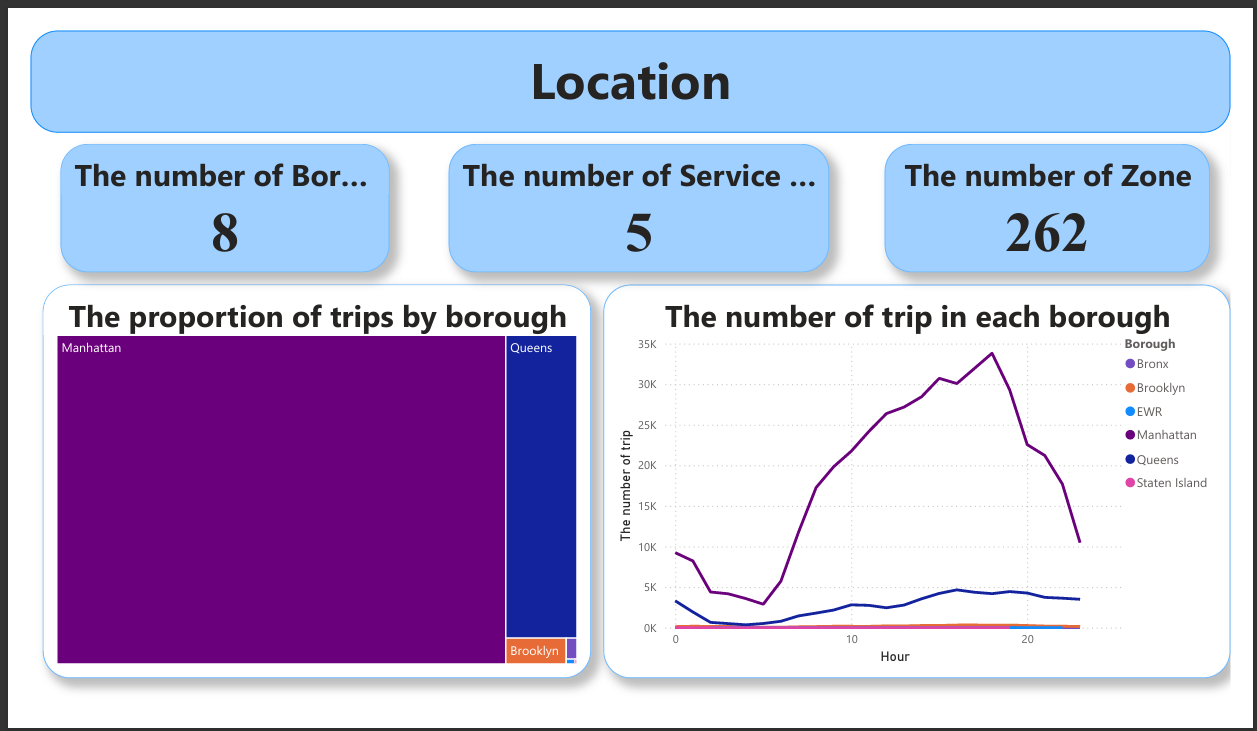 Location
The number of Bor...
8
The number of Service ...
5
The number of Zone
262
The proportion of trips by borough
Manhattan
Queens
Brooklyn
The number of trip in each borough
The number of trip
35K
30K
25K
20K
15K
10K
5K
0K
0
10
20
Hour
Borough
Bronx
Brooklyn
EWR
Manhattan
Queens
Staten Island